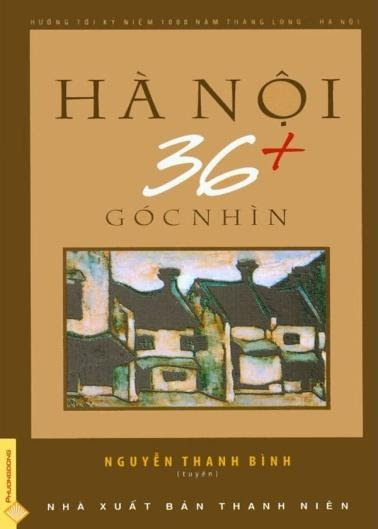 HƯỚNG TỚI KỶ NIỆM 1000 NĂM THĂNG LONG - HÀ NỘI
HÀ NỘI
36+
GÓC NHÌN
NGUYỄN THANH BÌNH
(tuyển)
PHUONGDONG
NHÀ XUẤT BẢN THANH NIÊN